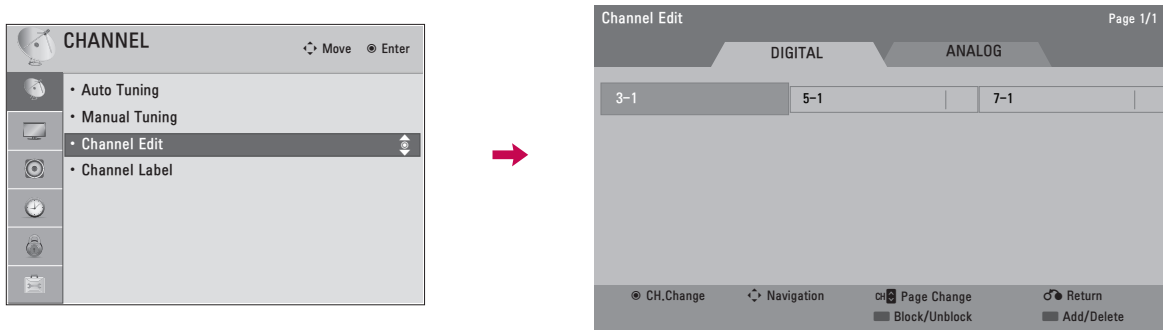 CHANNEL
Move Enter
• Auto Tuning
• Manual Tuning
• Channel Edit
• Channel Label
Channel Edit Page 1/1
DIGITAL ANALOG
3-1 5-1 7-1
CH.Change Navigation CH Page Change Return
Block/Unblock Add/Delete